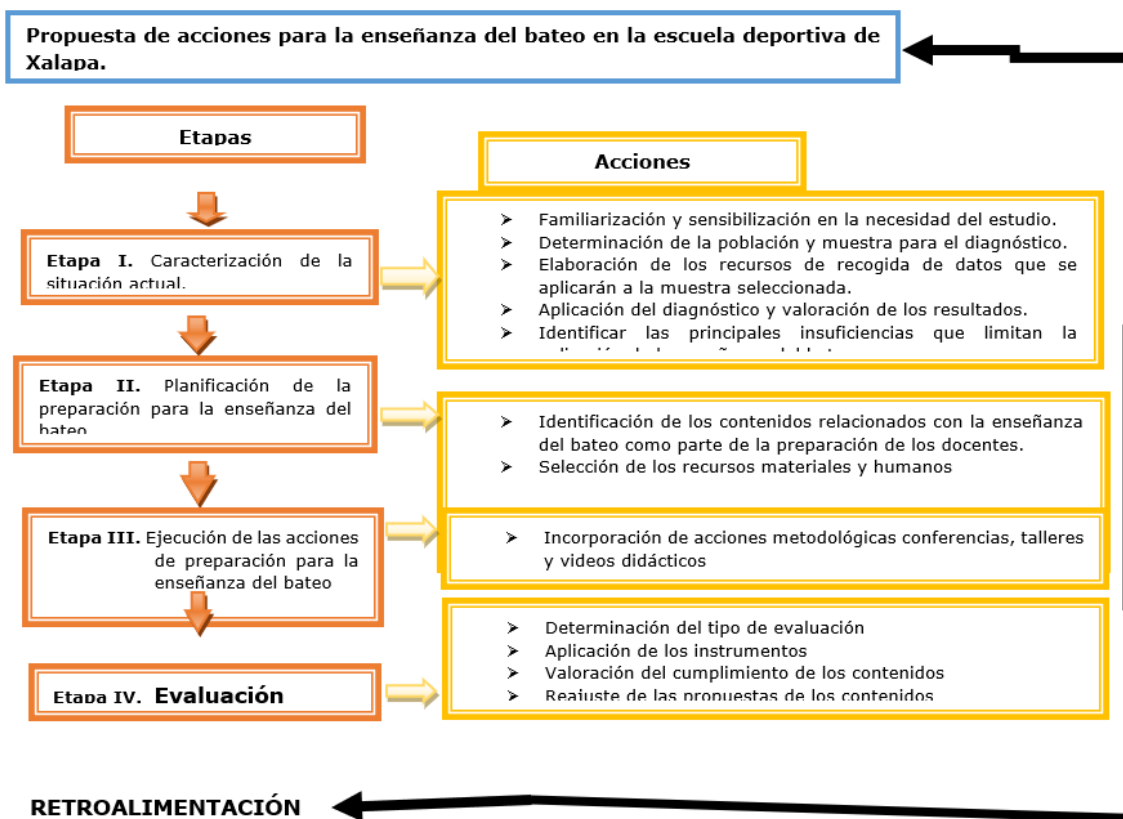 Propuesta de acciones para la enseñanza del bateo en la escuela deportiva de
Xalapa.
Etapas
Acciones
Etapa I. Caracterización de la
situación actual.
➤ Familiarización y sensibilización en la necesidad del estudio.
➤ Determinación de la población y muestra para el diagnóstico.
➤ Elaboración de los recursos de recogida de datos que se
aplicarán a la muestra seleccionada.
➤ Aplicación del diagnóstico y valoración de los resultados.
➤ Identificar las principales insuficiencias que limitan la
Etapa II. Planificación de la
preparación para la enseñanza del
bateo
➤ Identificación de los contenidos relacionados con la enseñanza
del bateo como parte de la preparación de los docentes.
➤ Selección de los recursos materiales y humanos
Etapa III. Ejecución de las acciones
de preparación para la
enseñanza del bateo
➤ Incorporación de acciones metodológicas conferencias, talleres
y videos didácticos
Etapa IV. Evaluación
➤ Determinación del tipo de evaluación
➤ Aplicación de los instrumentos
➤ Valoración del cumplimiento de los contenidos
➤ Reajuste de las propuestas de los contenidos
RETROALIMENTACIÓN